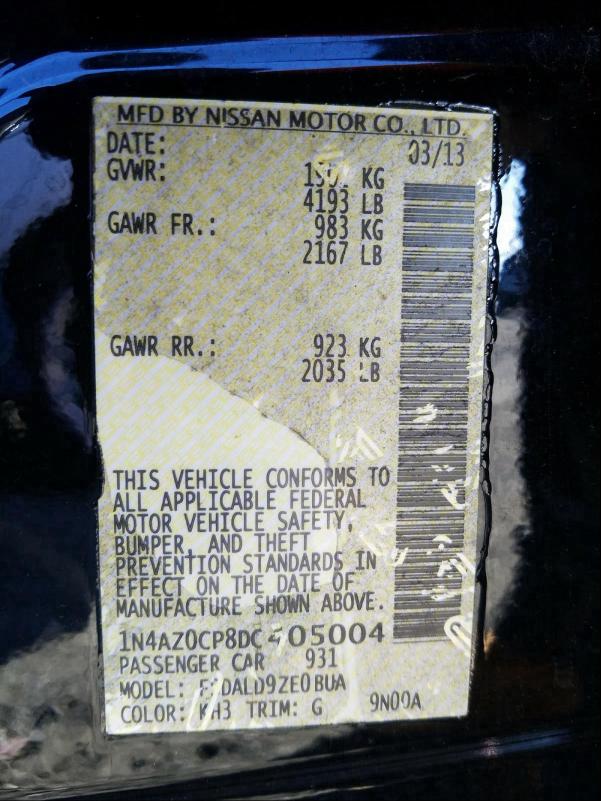 MFD BY NISSAN MOTOR CO., LTD.
DATE: 03/13
GVWR: KG
4193 LB
GAWR FR.: 983 KG
2167 LB
GAWR RR.: 923 KG
2035 LB
THIS VEHICLE CONFORMS TO
ALL APPLICABLE FEDERAL
MOTOR VEHICLE SAFETY,
BUMPER, AND THEFT
PREVENTION STANDARDS IN
EFFECT ON THE DATE OF
MANUFACTURE SHOWN ABOVE.
1N4AZ0CP8DC405004
PASSENGER CAR 931
MODEL:
COLOR: KH3 TRIM: G 9N00A